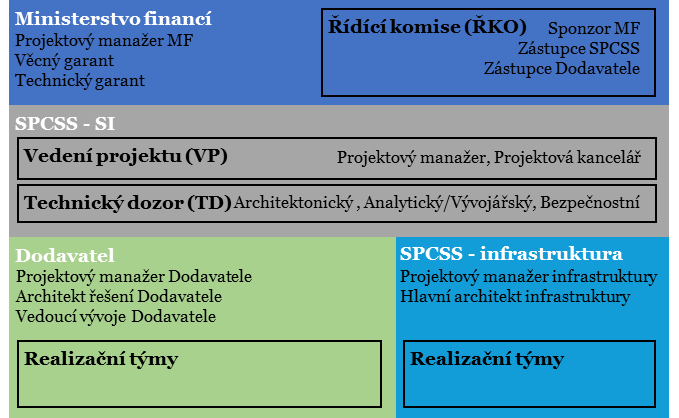 Ministerstvo financí
Projektový manažer MF
Věcný garant
Technický garant
Řídící komise (ŘKO)
Sponzor MF
Zástupce SPCSS
Zástupce Dodavatele
SPCSS - SI
Vedení projektu (VP)
Projektový manažer, Projektová kancelář
Technický dozor (TD)
Architektonický , Analytický/Vývojářský, Bezpečnostní
Dodavatel
Projektový manažer Dodavatele
Architekt řešení Dodavatele
Vedoucí vývoje Dodavatele
Realizační týmy
SPCSS - infrastruktura
Projektový manažer infrastruktury
Hlavní architekt infrastruktury
Realizační týmy